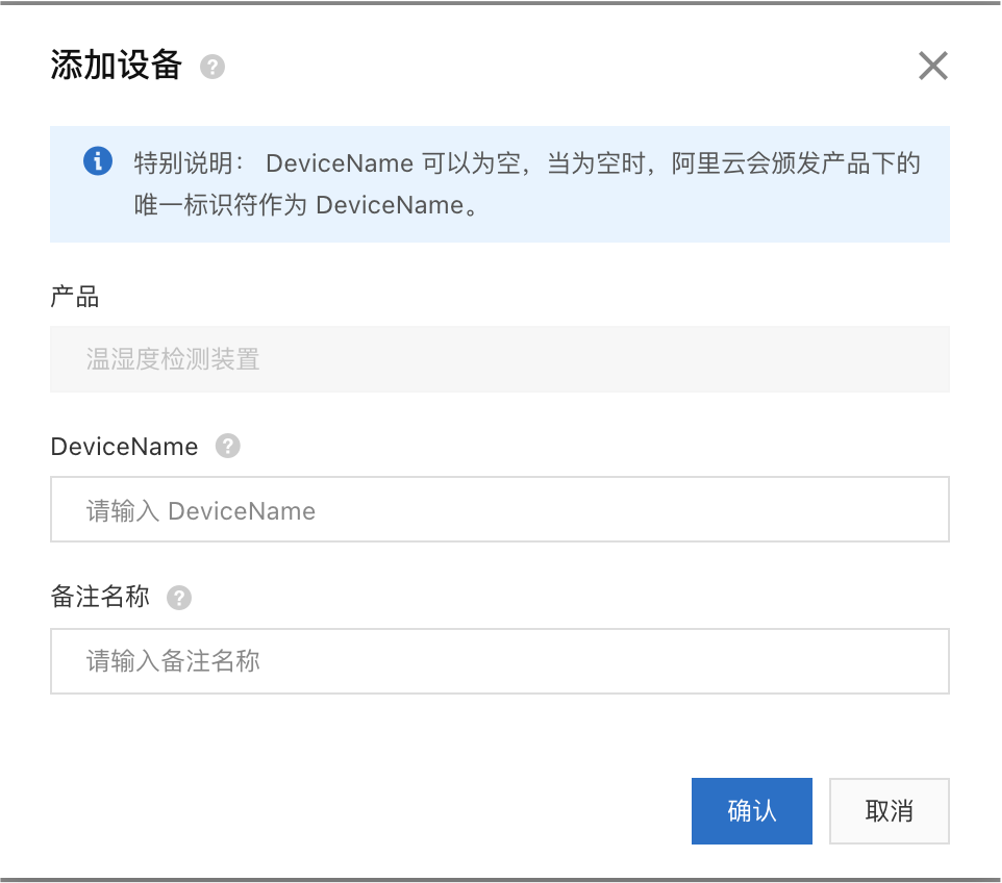 添加设备 ?
特别说明： DeviceName 可以为空，当为空时，阿里云会颁发产品下的
唯一标识符作为 DeviceName。
产品
温湿度检测装置
DeviceName ?
请输入 DeviceName
备注名称 ?
请输入备注名称
确认 取消